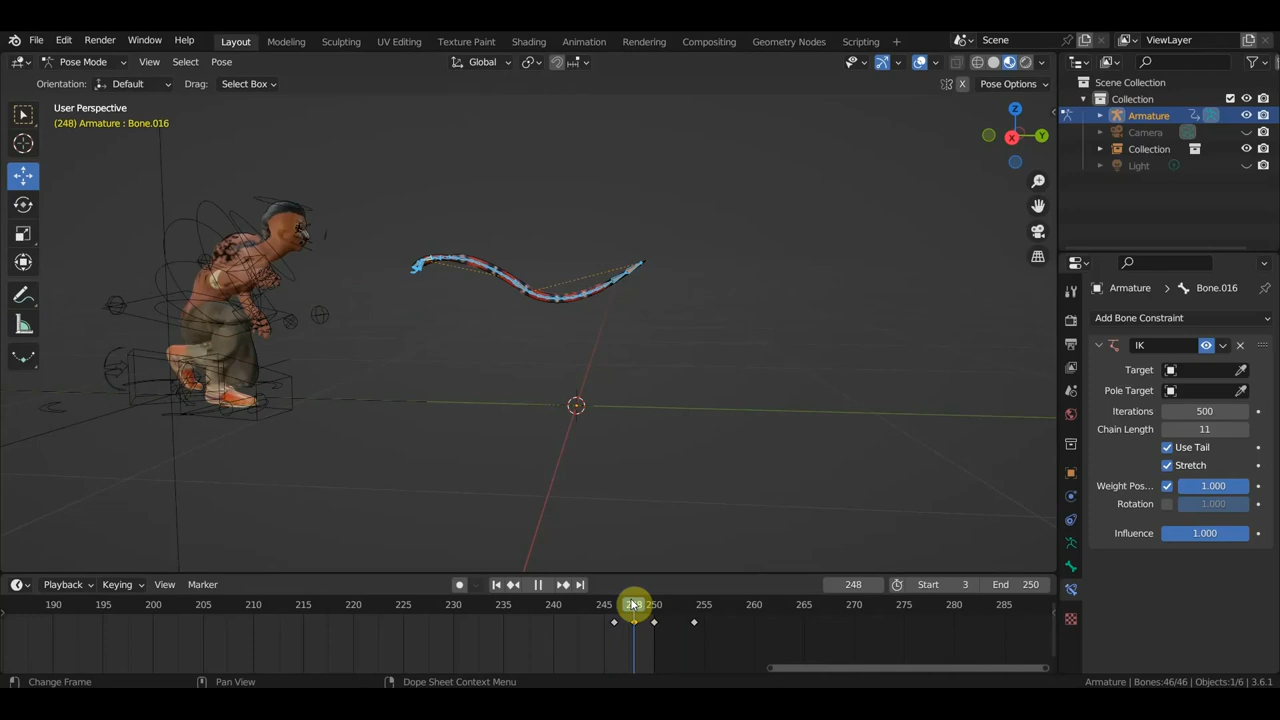 File Edit Render Window Help Layout Modeling Sculpting UV Editing Texture Paint Shading Animation Rendering Compositing Geometry Nodes Scripting + Scene ViewLayer
Pose Mode View Select Pose Global Pose Options
Orientation: Default Drag: Select Box X
User Perspective
(248) Armature : Bone.016
Z
Y
X
Scene Collection
Collection
Armature
Camera
Collection
Light
Armature > Bone.016
Add Bone Constraint
IK
Target
Pole Target
Iterations 500
Chain Length 11
Use Tail
Stretch
Weight Pos... 1.000
Rotation 1.000
Influence 1.000
Playback Keying View Marker 248 Start 3 End 250
190 195 200 205 210 215 220 225 230 235 240 245 250 255 260 265 270 275 280 285
Change Frame Pan View Dope Sheet Context Menu Armature | Bones:46/46 | Objects:1/6 | 3.6.1